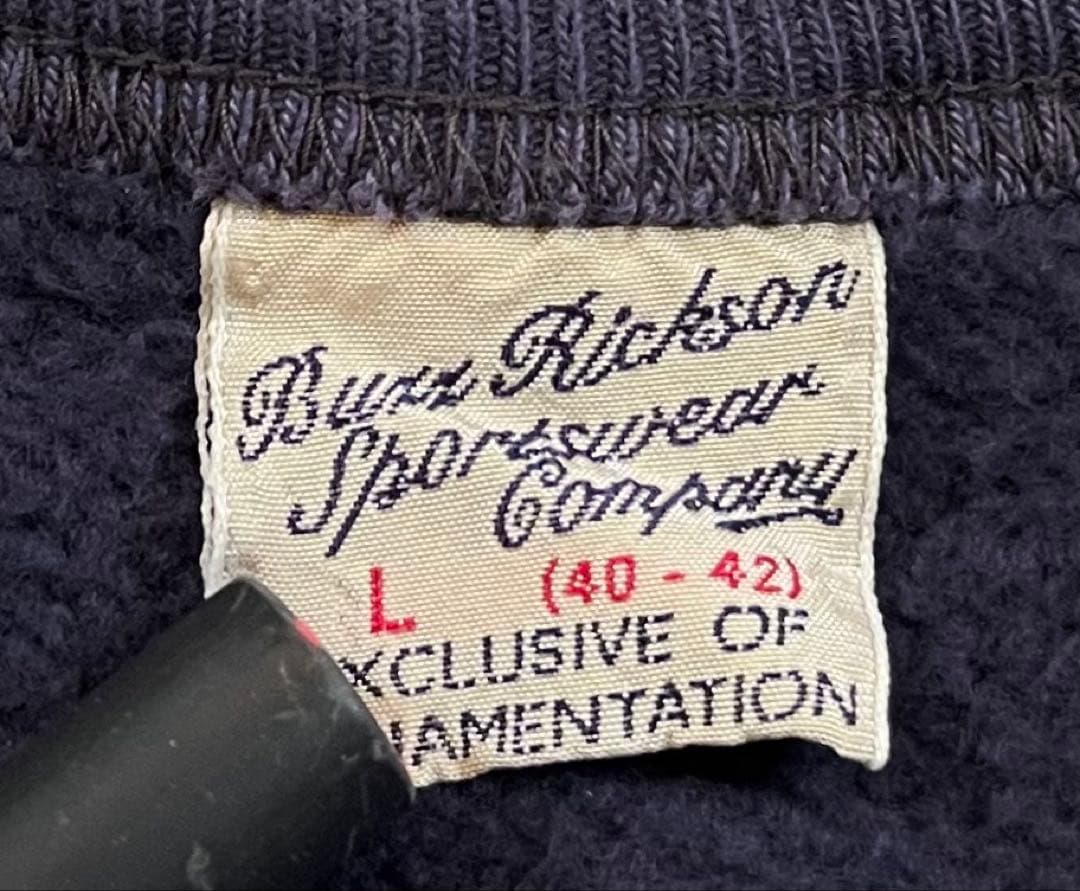 Buzz Rickson
Sportswear
Company
L (40 - 42)
XCLUSIVE OF
NAMENTATION